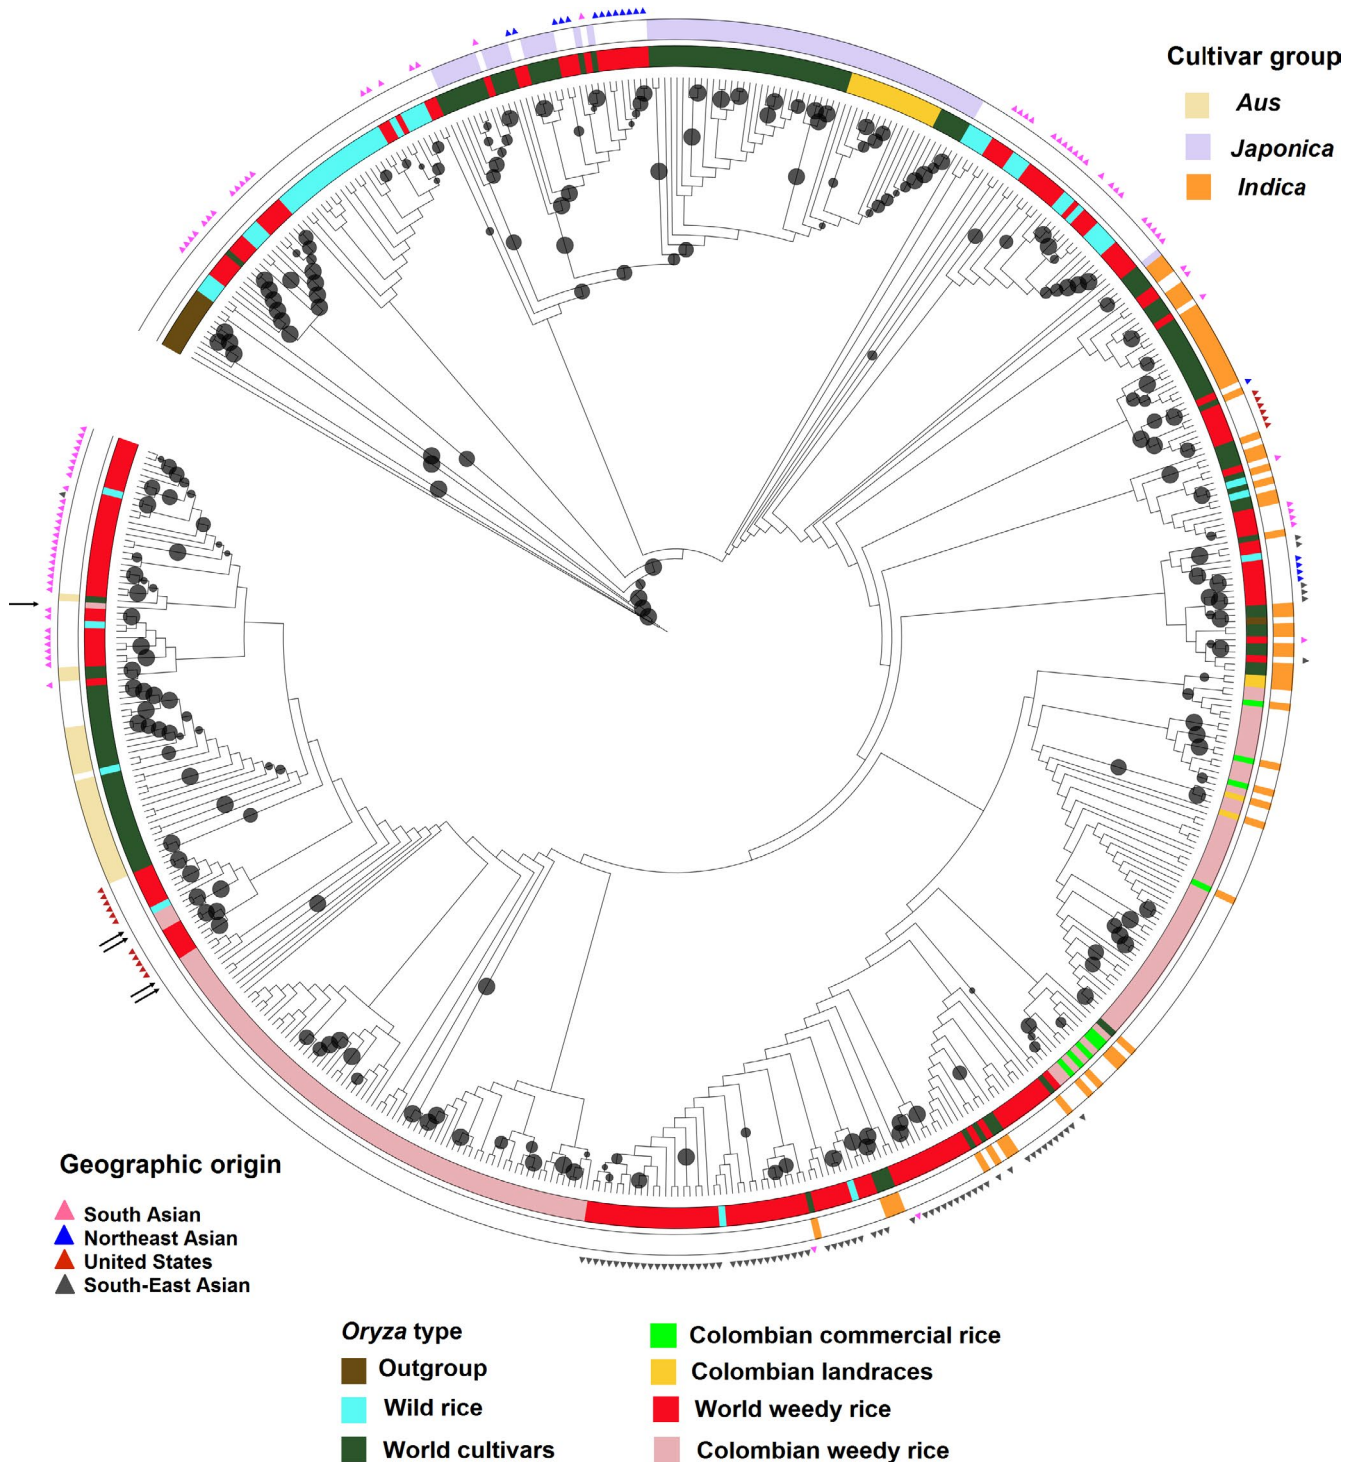 Cultivar group
Aus
Japonica
Indica
Geographic origin
South Asian
Northeast Asian
United States
South-East Asian
Oryza type
Outgroup
Wild rice
World cultivars
Colombian commercial rice
Colombian landraces
World weedy rice
Colombian weedy rice